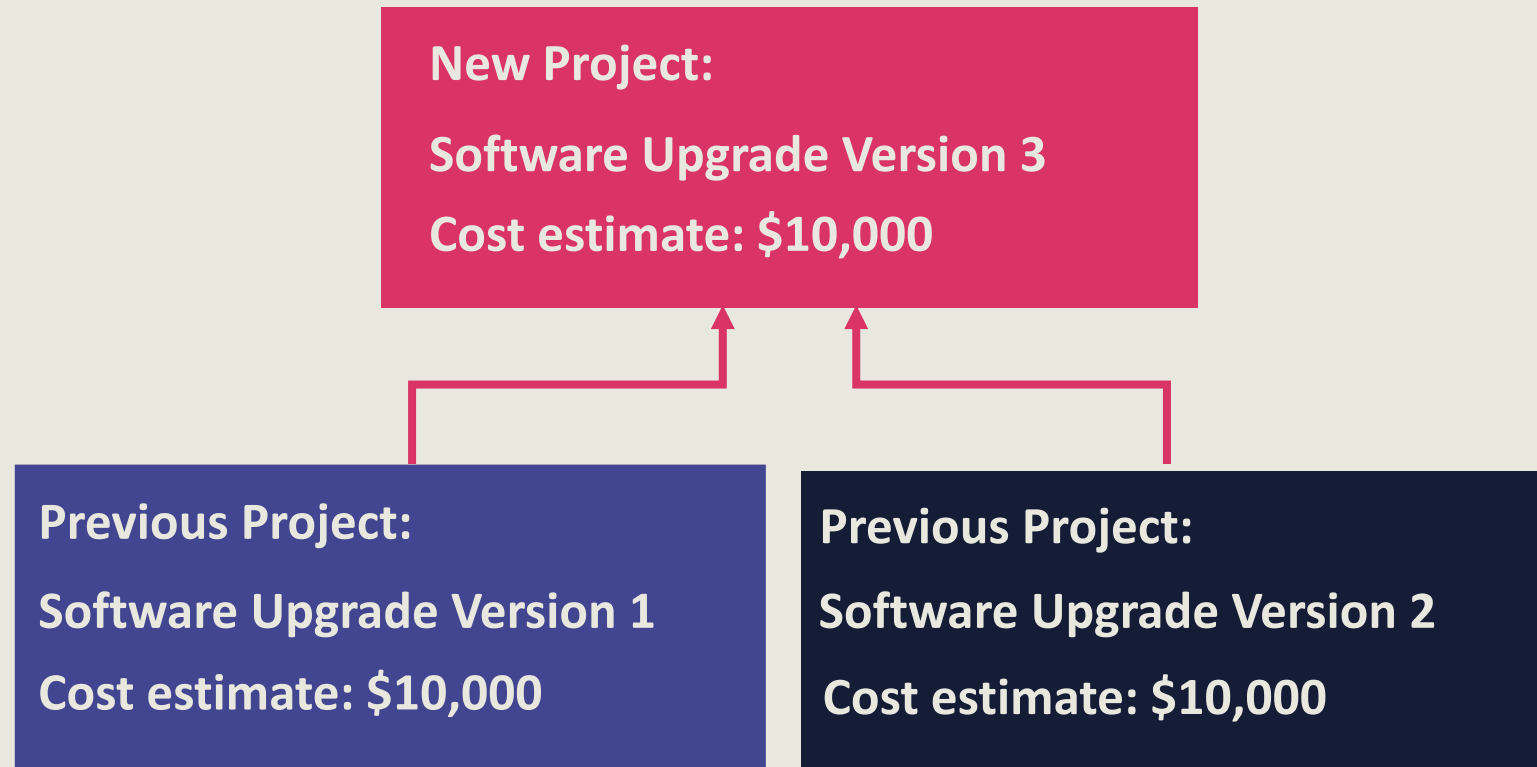 New Project:
Software Upgrade Version 3
Cost estimate: $10,000
Previous Project:
Software Upgrade Version 1
Cost estimate: $10,000
Previous Project:
Software Upgrade Version 2
Cost estimate: $10,000